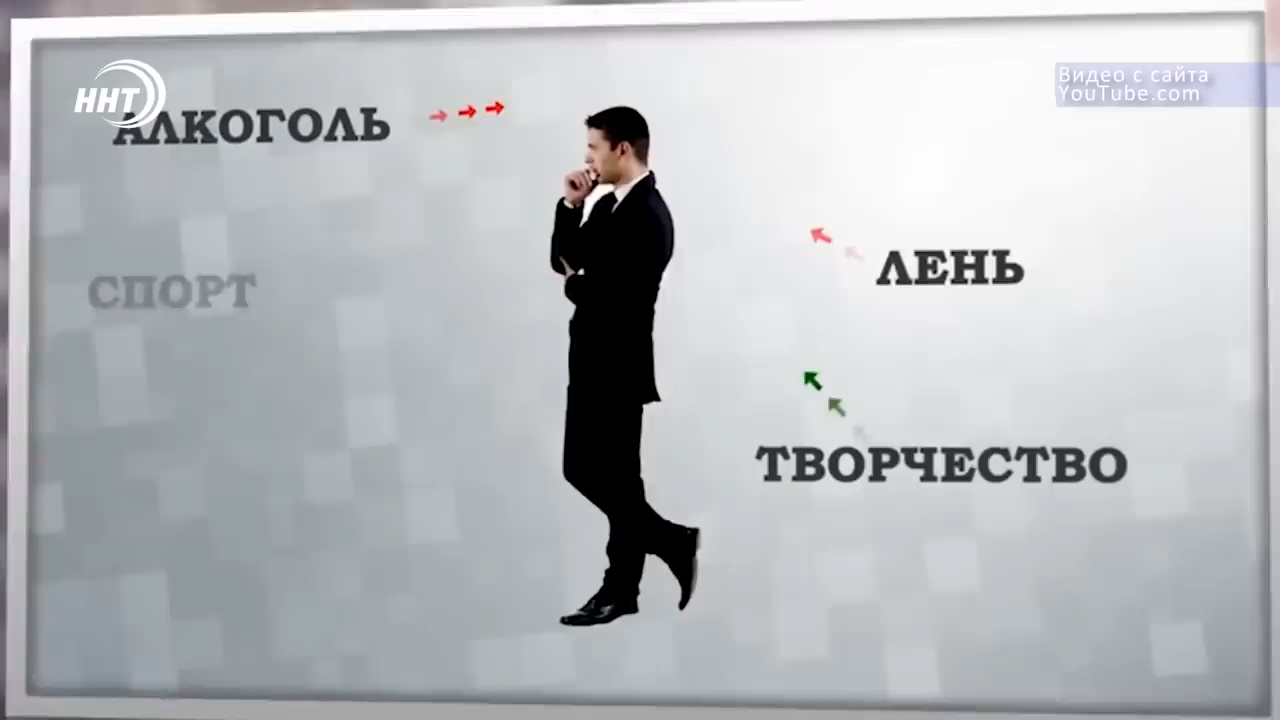 ННТ
Видео с сайта
YouTube.com
АЛКОГОЛЬ
СПОРТ
ЛЕНЬ
ТВОРЧЕСТВО